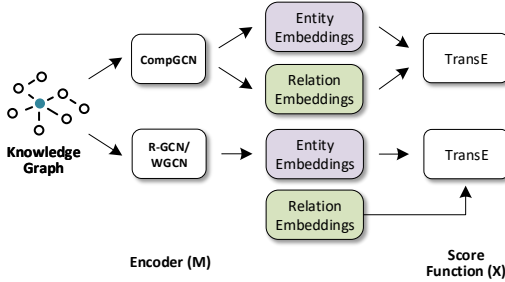 Entity
Embeddings
CompGCN
TransE
Relation
Embeddings
Knowledge
Graph
R-GCN/
WGCN
Entity
Embeddings
TransE
Relation
Embeddings
Encoder (M)
Score
Function (X)